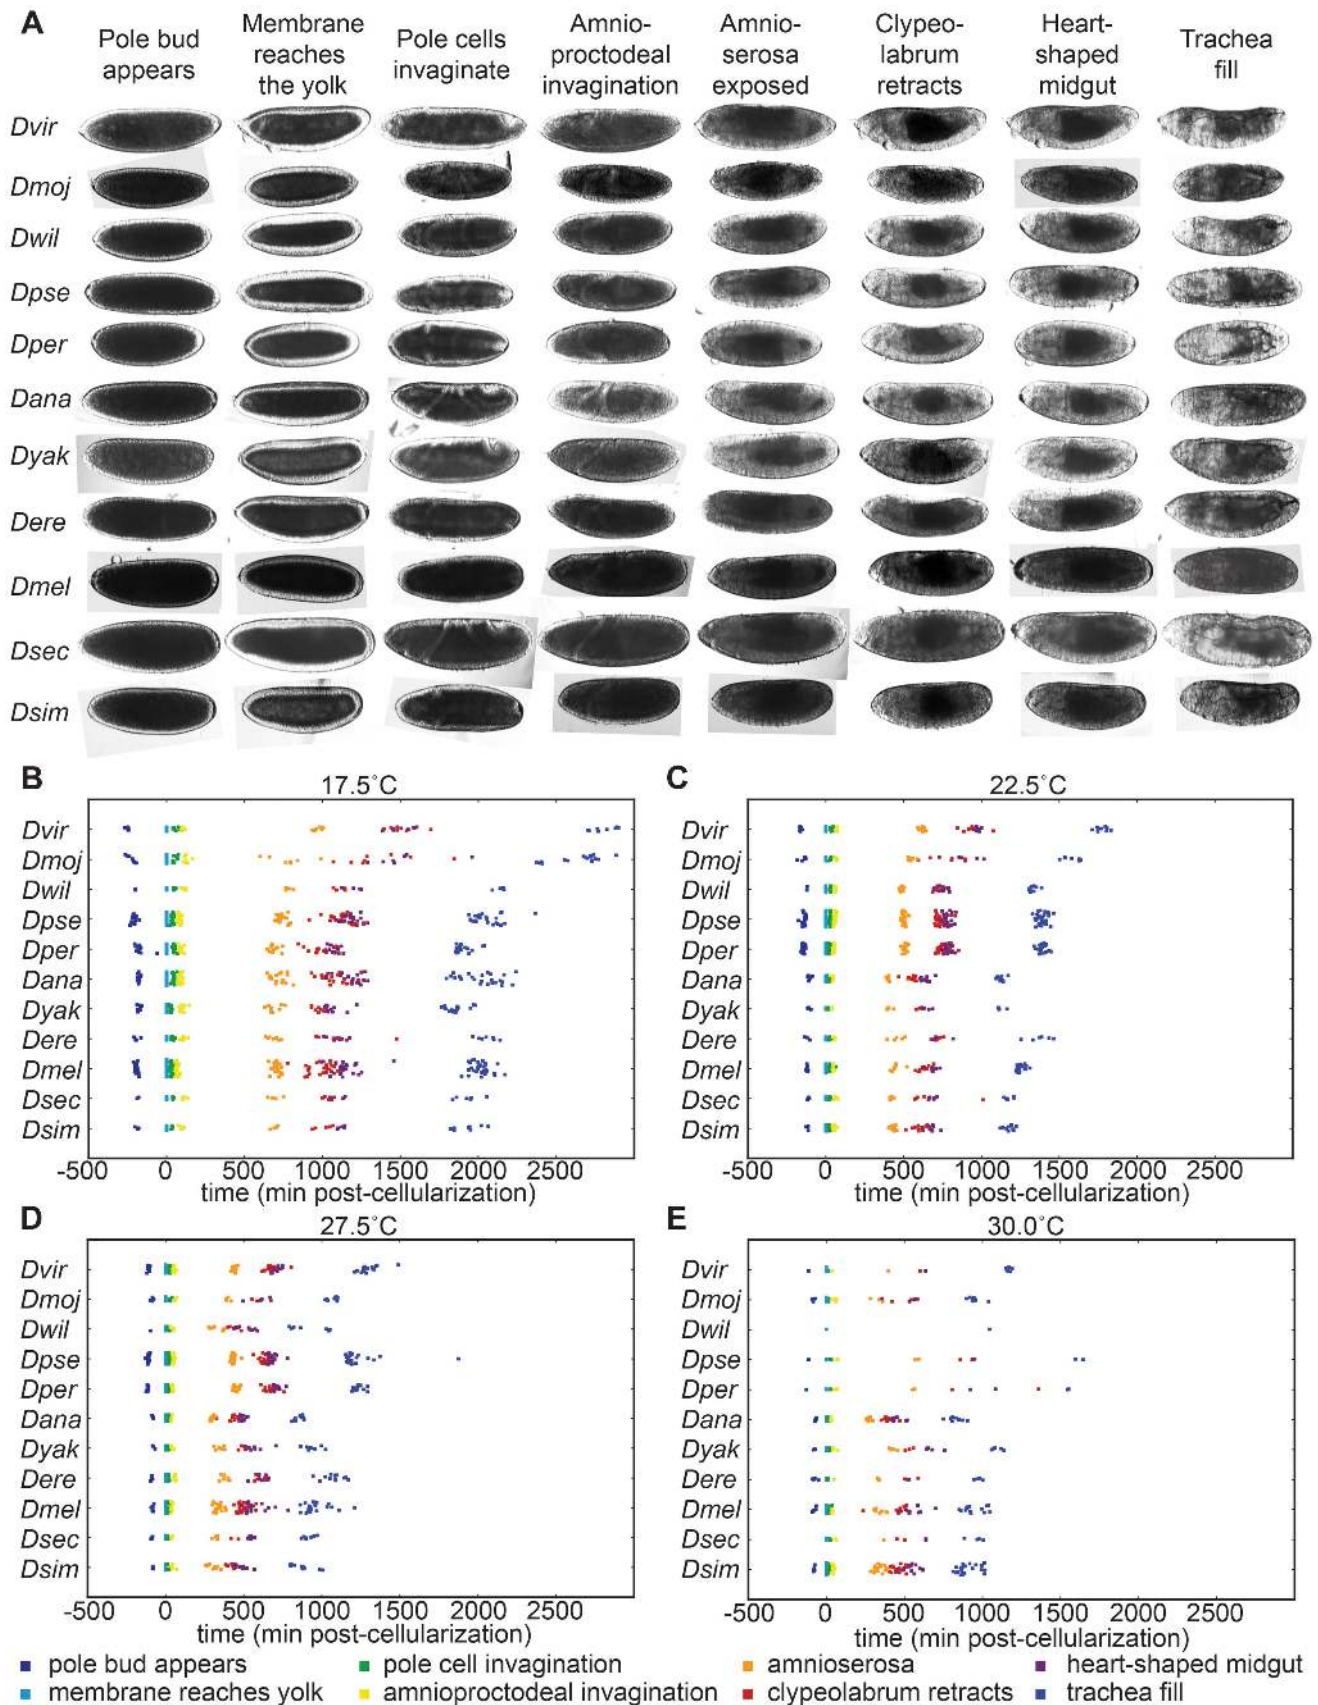 A
Pole bud
appears
Membrane
reaches
the yolk
Pole cells
invaginate
Amnio-
proctodeal
invagination
Amnio-
serosa
exposed
Clypeo-
labrum
retracts
Heart-
shaped
midgut
Trachea
fill
Dvir
Dmoj
Dwil
Dpse
Dper
Dana
Dyak
Dere
Dmel
Dsec
Dsim
B
17.5˚C
Dvir
Dmoj
Dwil
Dpse
Dper
Dana
Dyak
Dere
Dmel
Dsec
Dsim
-500 0 500 1000 1500 2000 2500
time (min post-cellularization)
C
22.5˚C
Dvir
Dmoj
Dwil
Dpse
Dper
Dana
Dyak
Dere
Dmel
Dsec
Dsim
-500 0 500 1000 1500 2000 2500
time (min post-cellularization)
D
27.5˚C
Dvir
Dmoj
Dwil
Dpse
Dper
Dana
Dyak
Dere
Dmel
Dsec
Dsim
-500 0 500 1000 1500 2000 2500
time (min post-cellularization)
E
30.0˚C
Dvir
Dmoj
Dwil
Dpse
Dper
Dana
Dyak
Dere
Dmel
Dsec
Dsim
-500 0 500 1000 1500 2000 2500
time (min post-cellularization)
pole bud appears
membrane reaches yolk
pole cell invagination
amnioproctodeal invagination
amnioserosa
clypeolabrum retracts
heart-shaped midgut
trachea fill